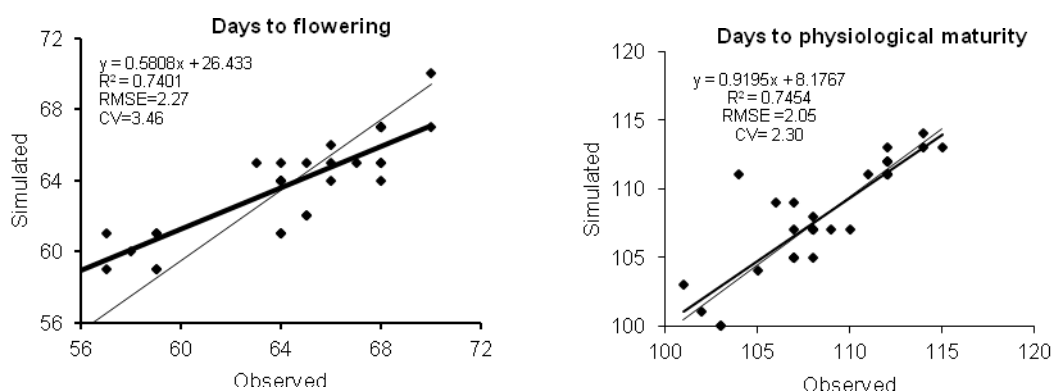 Days to flowering
72
y = 0.5808x + 26.433
R² = 0.7401
RMSE=2.27
CV=3.46
68
Simulated
64
60
56
56 60 64 68 72
Observed
Days to physiological maturity
120
y = 0.9195x + 8.1767
R² = 0.7454
RMSE =2.05
CV= 2.30
115
Simulated
110
105
100
100 105 110 115 120
Observed